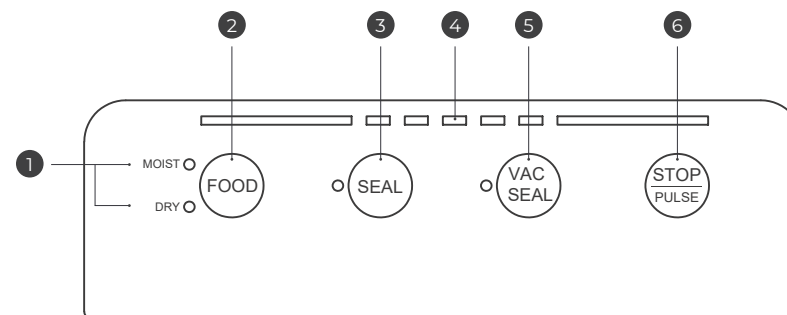 2 3 4 5 6
1
MOIST
DRY
FOOD
SEAL
VAC
SEAL
STOP
PULSE